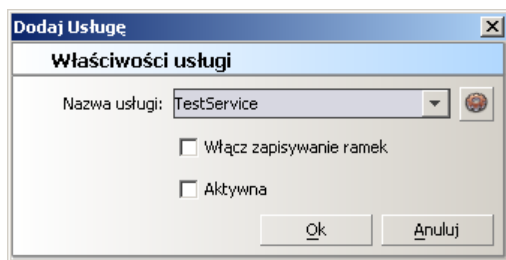 Dodaj Usługę
Właściwości usługi
Nazwa usługi: TestService
Włącz zapisywanie ramek
Aktywna
Ok Anuluj